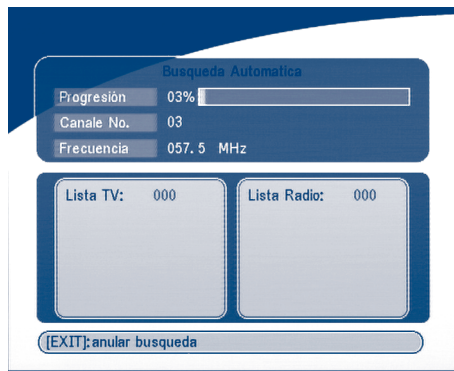 Busqueda Automatica
Progresión 03%
Canale No. 03
Frecuencia 057.5 MHz
Lista TV: 000 Lista Radio: 000
[EXIT]:anular busqueda